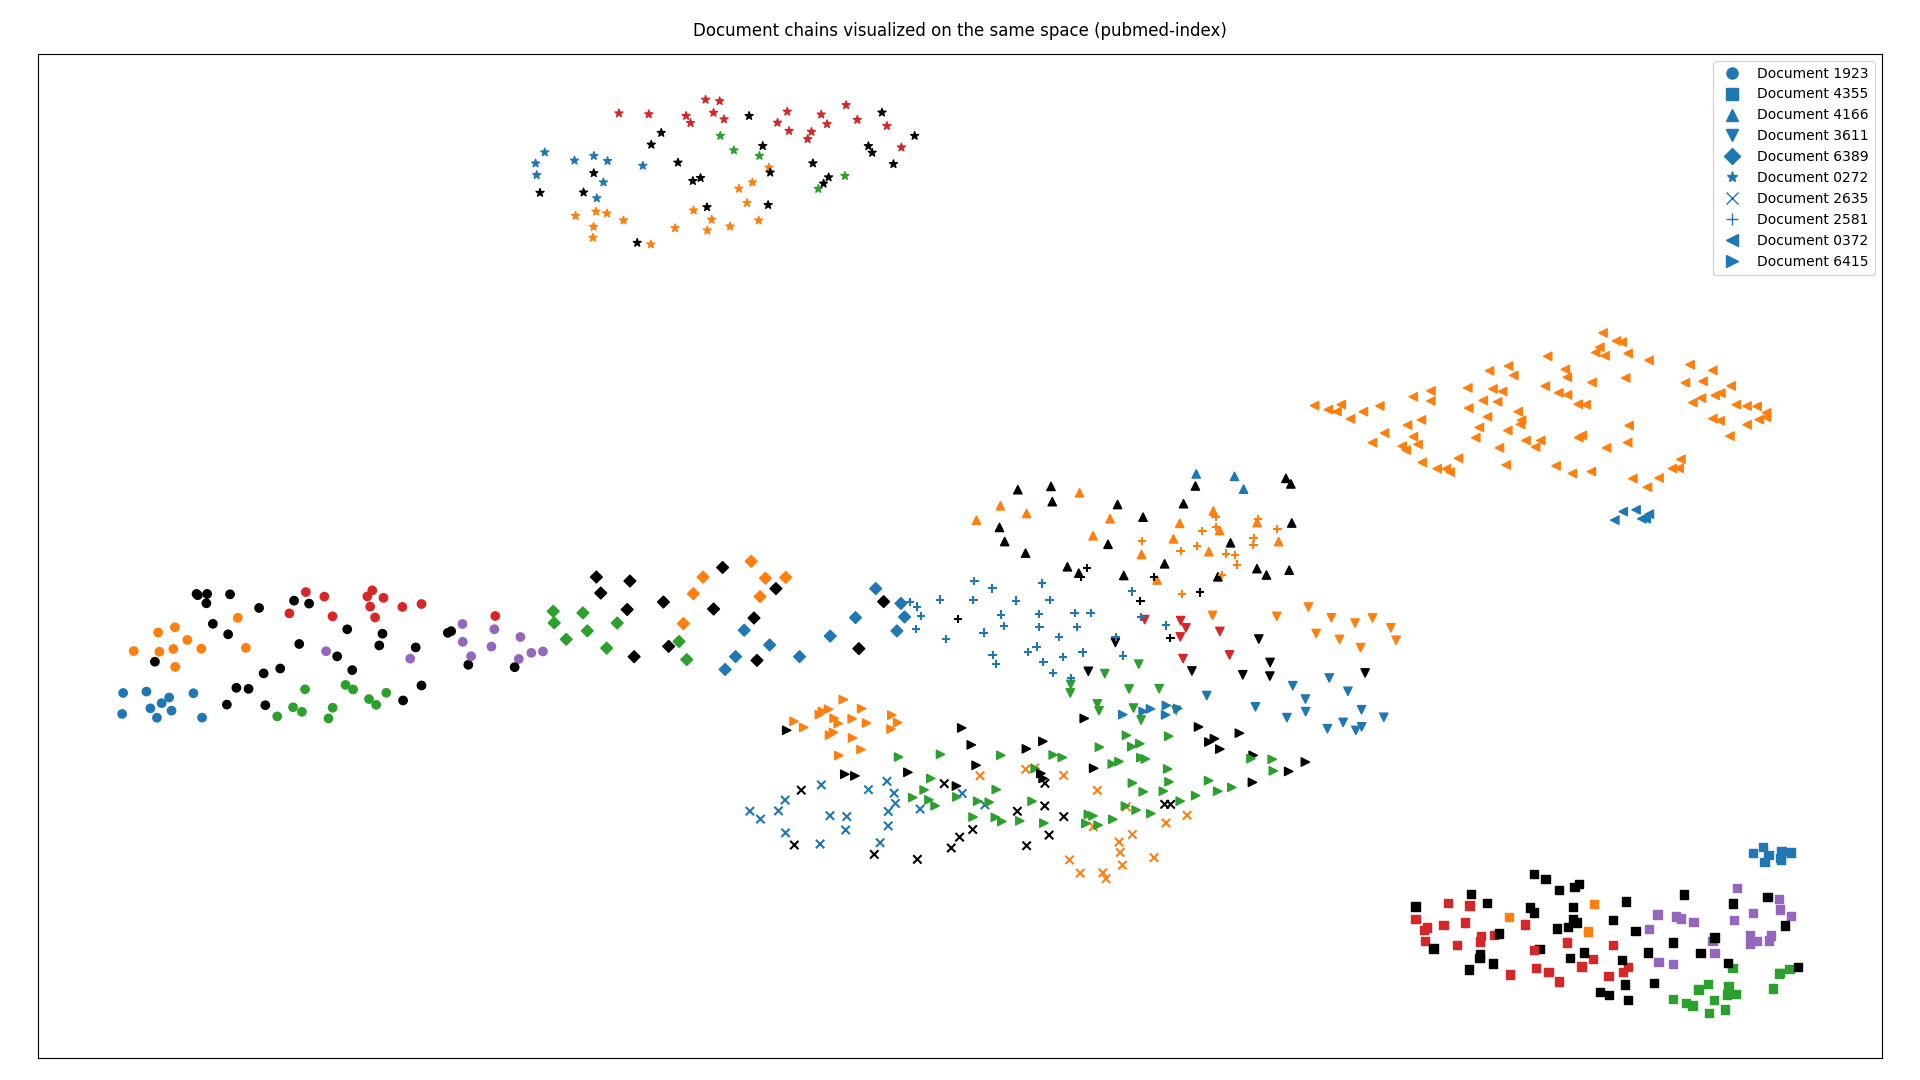 Document chains visualized on the same space (pubmed-index)
Document 1923
Document 4355
Document 4166
Document 3611
Document 6389
Document 0272
Document 2635
Document 2581
Document 0372
Document 6415